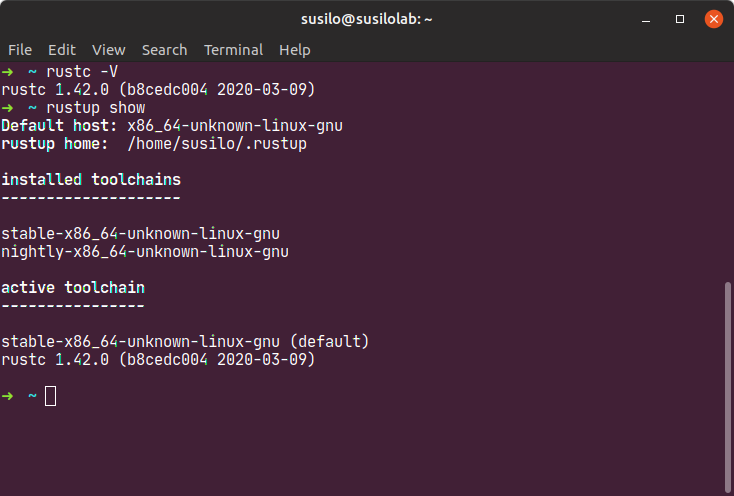 susilo@susilolab: ~
File Edit View Search Terminal Help
➜ ~ rustc -V
rustc 1.42.0 (b8cedc004 2020-03-09)
➜ ~ rustup show
Default host: x86_64-unknown-linux-gnu
rustup home:  /home/susilo/.rustup
installed toolchains
--------------------
stable-x86_64-unknown-linux-gnu
nightly-x86_64-unknown-linux-gnu
active toolchain
----------------
stable-x86_64-unknown-linux-gnu (default)
rustc 1.42.0 (b8cedc004 2020-03-09)
➜ ~